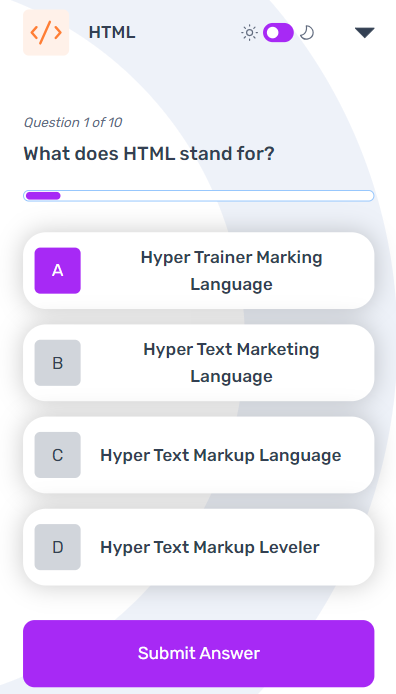 HTML
Question 1 of 10
What does HTML stand for?
A
Hyper Trainer Marking
Language
B
Hyper Text Marketing
Language
C
Hyper Text Markup Language
D
Hyper Text Markup Leveler
Submit Answer